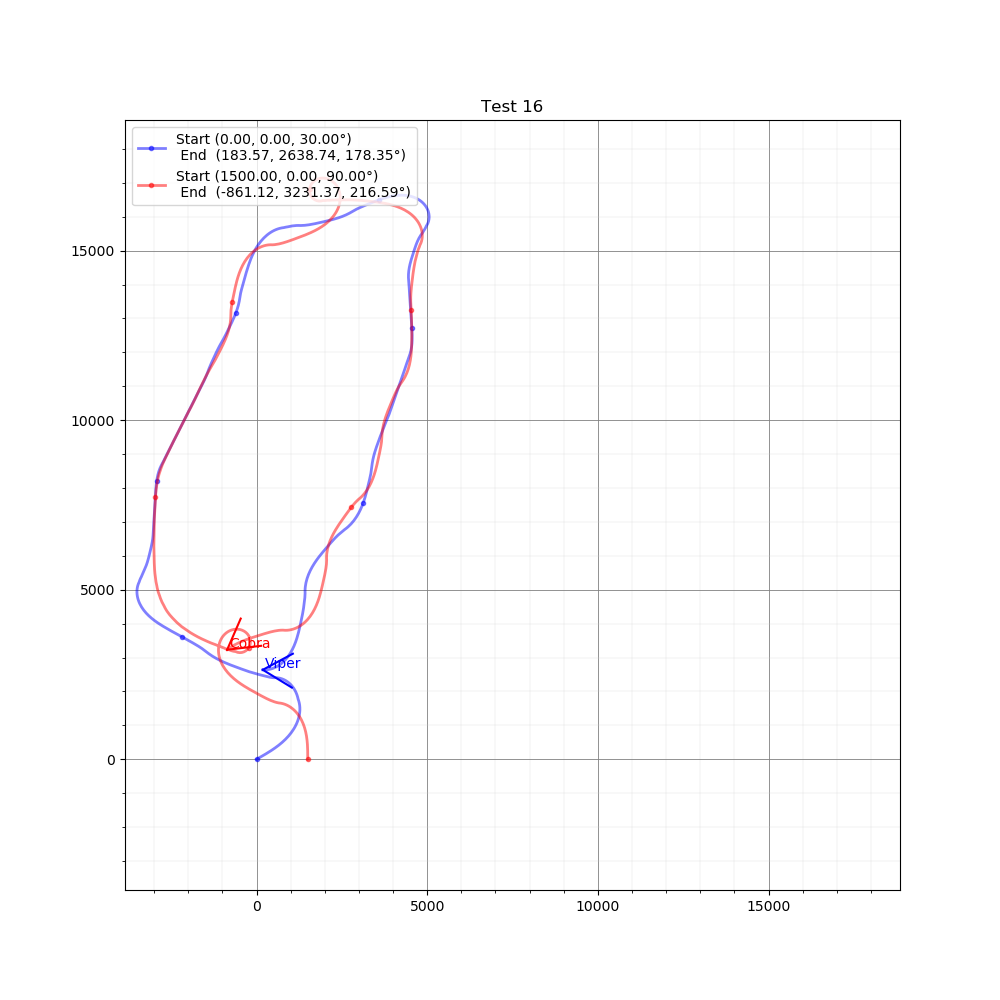 Test 16
Start (0.00, 0.00, 30.00°)
End (183.57, 2638.74, 178.35°)
Start (1500.00, 0.00, 90.00°)
End (-861.12, 3231.37, 216.59°)
15000
10000
5000
Cobra
Viper
0
0 5000 10000 15000